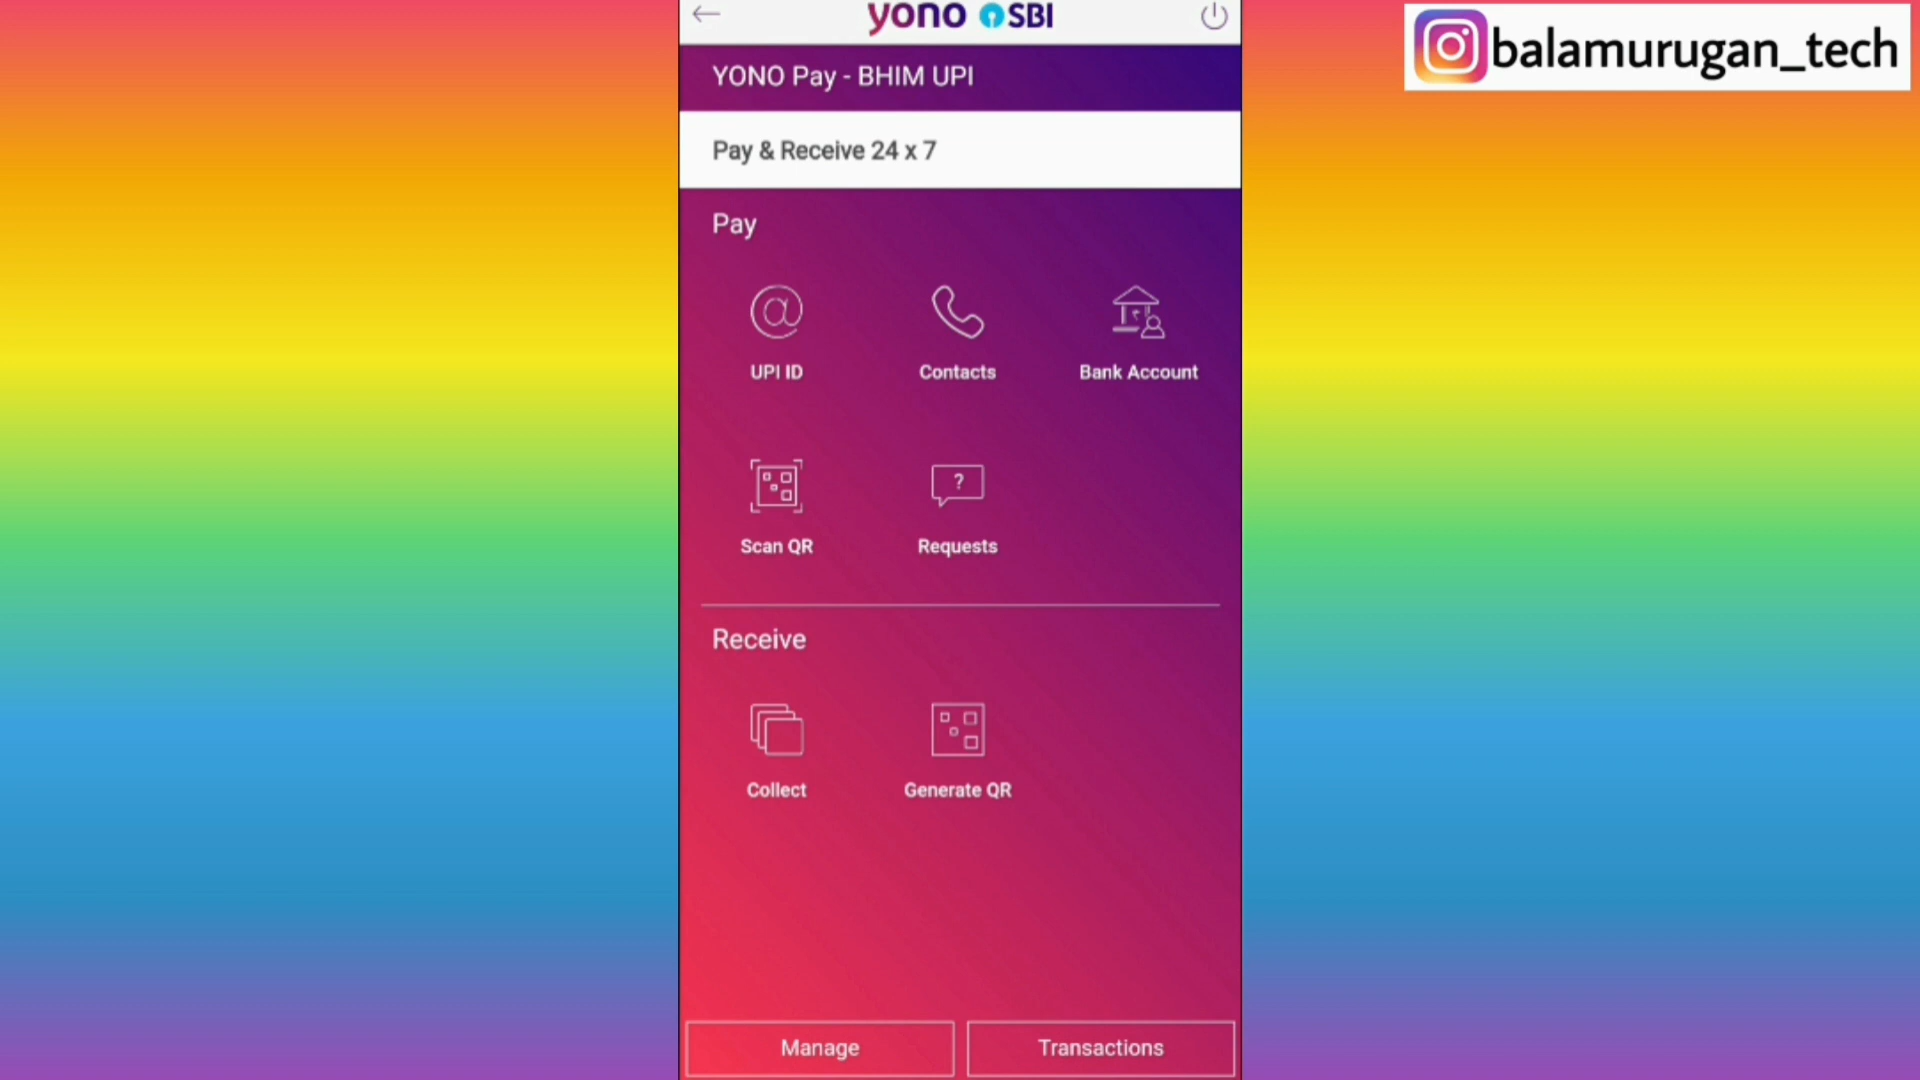 yono SBI
balamurugan_tech
YONO Pay - BHIM UPI
Pay & Receive 24 x 7
Pay
UPI ID
Contacts
Bank Account
Scan QR
Requests
Receive
Collect
Generate QR
Manage
Transactions